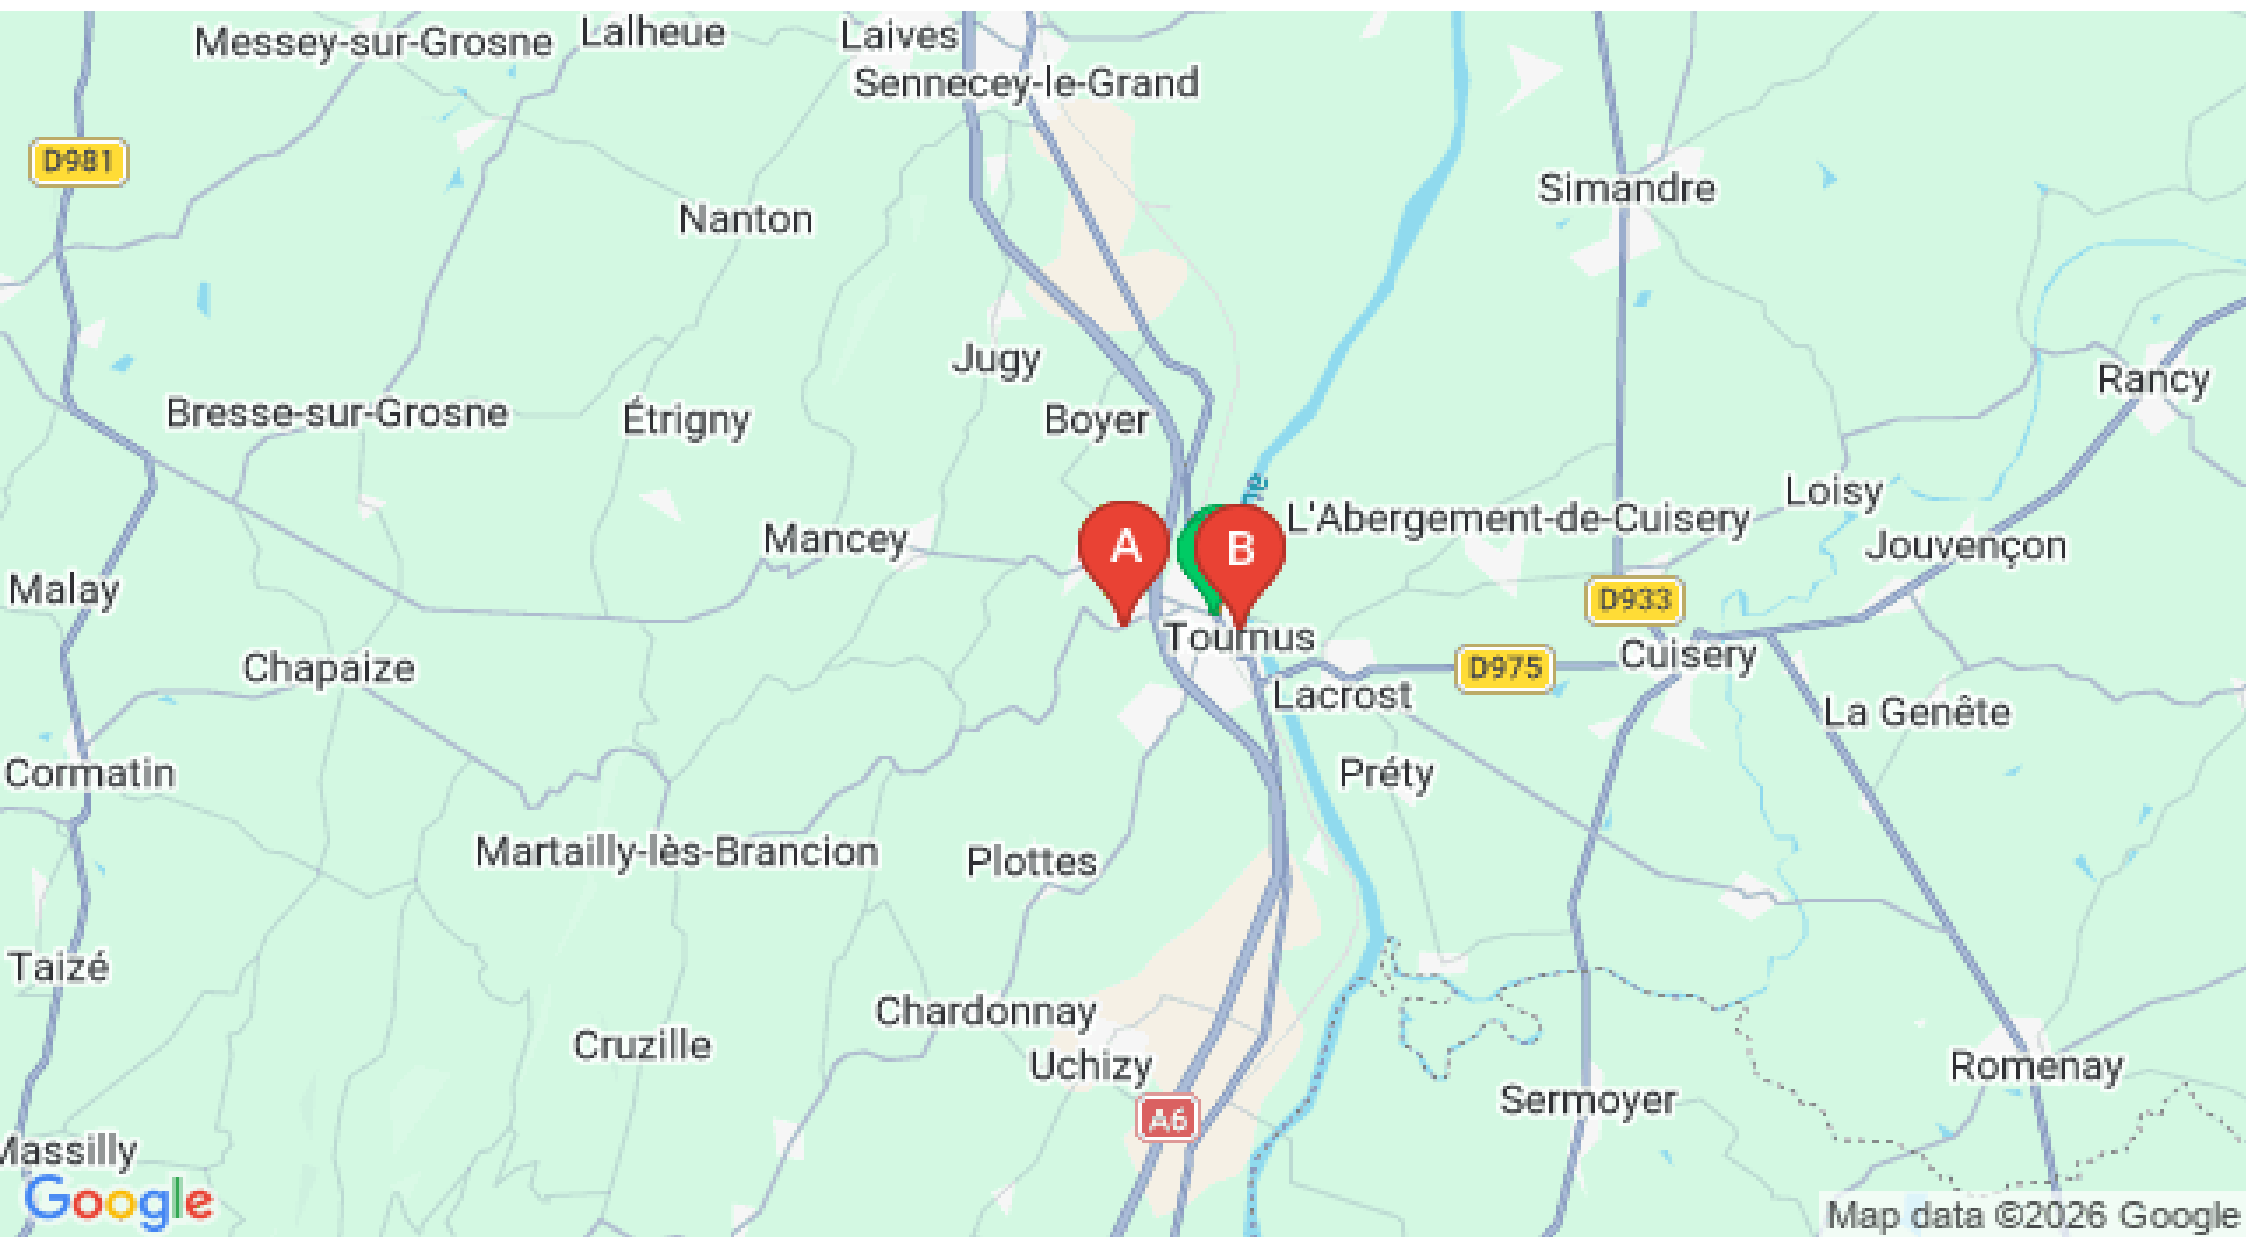 Messey-sur-Grosne
Lalheue
Laives
Sennecey-le-Grand
D981
Simandre
Nanton
Jugy
Rancy
Bresse-sur-Grosne
Étrigny
Boyer
ne
Loisy
L'Abergement-de-Cuisery
Mancey
A
B
Jouvençon
Malay
D933
Tournus
Cuisery
Chapaize
D975
Lacrost
La Genête
Cormatin
Préty
Martailly-lès-Brancion
Plottes
Taizé
Chardonnay
Cruzille
Uchizy
Romenay
Sermoyer
A6
Massilly
Google
Map data ©2026 Google